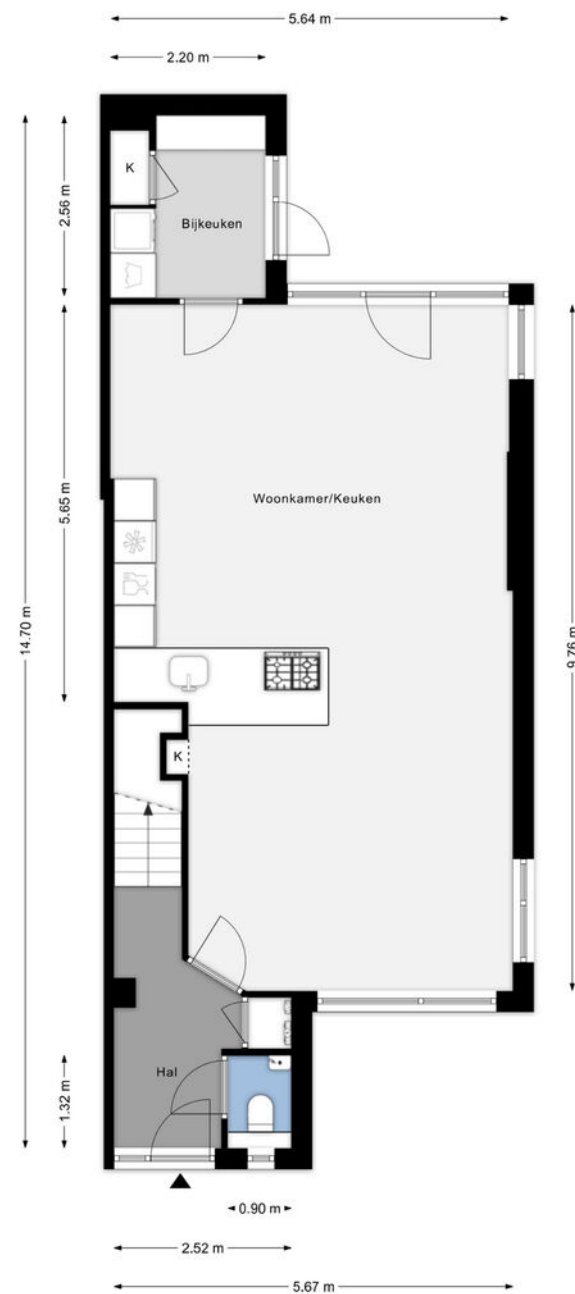 5.64 m
2.20 m
K
Bijkeuken
2.56 m
Woonkamer/Keuken
5.65 m
14.70 m
9.76 m
K
Hal
1.32 m
0.90 m
2.52 m
5.67 m